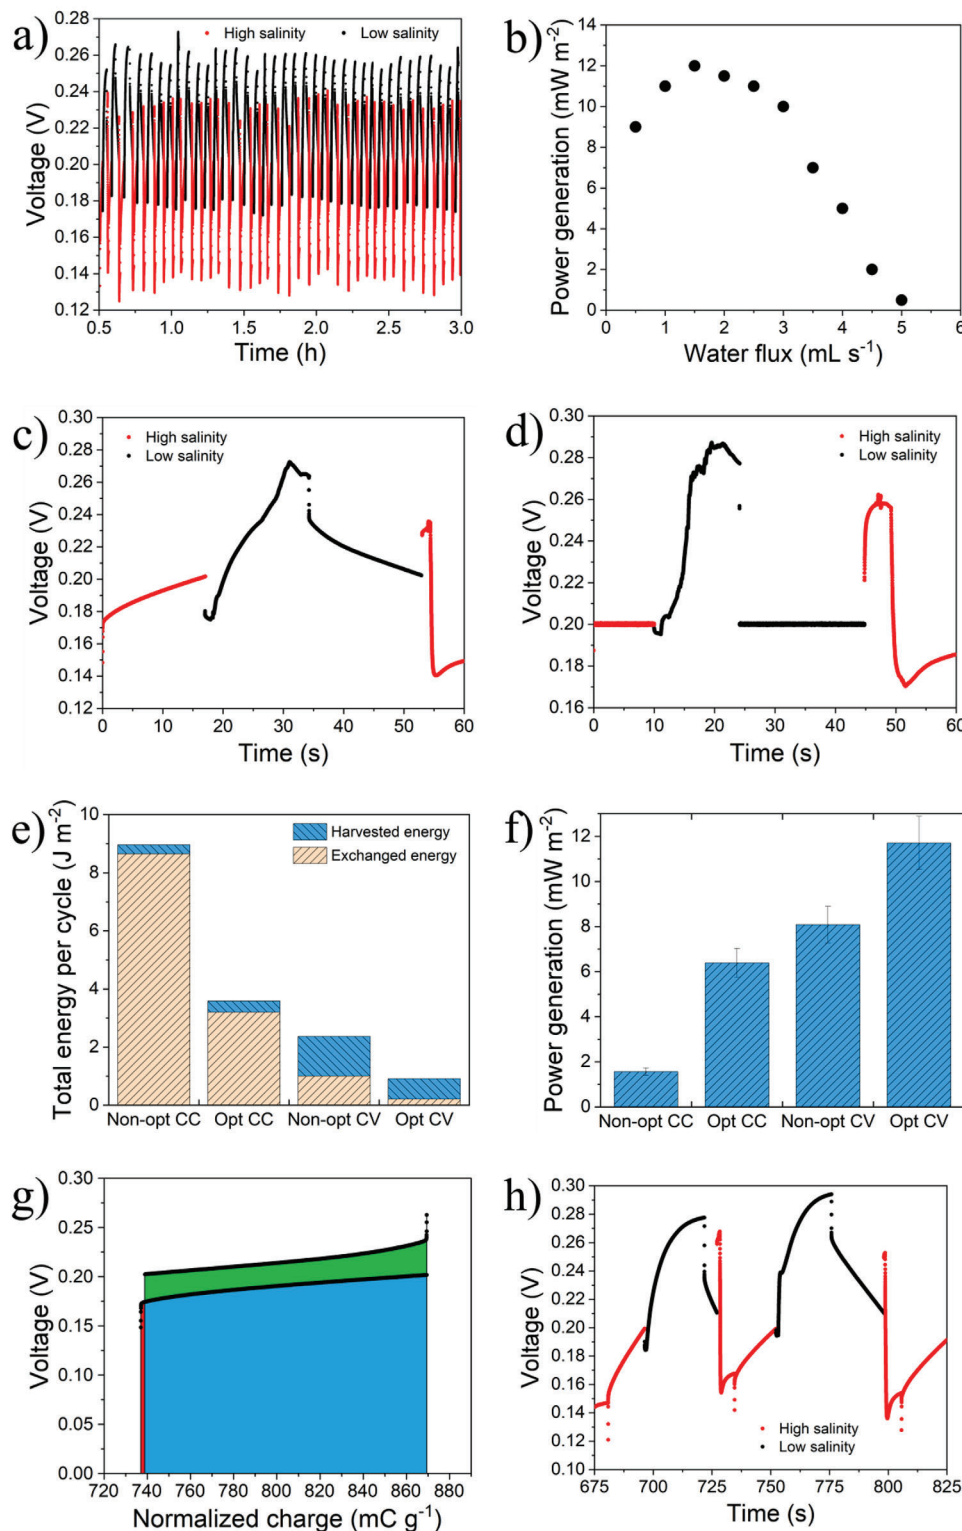 a)
High salinity
Low salinity
Voltage (V)
0.28
0.26
0.24
0.22
0.20
0.18
0.16
0.14
0.12
0.5
1.0
1.5
2.0
2.5
3.0
Time (h)
b)
Power generation (mW m⁻²)
14
12
10
8
6
4
2
0
0
1
2
3
4
5
6
Water flux (mL s⁻¹)
c)
High salinity
Low salinity
Voltage (V)
0.30
0.28
0.26
0.24
0.22
0.20
0.18
0.16
0.14
0.12
0
10
20
30
40
50
60
Time (s)
d)
High salinity
Low salinity
Voltage (V)
0.30
0.28
0.26
0.24
0.22
0.20
0.18
0.16
0
10
20
30
40
50
60
Time (s)
e)
Harvested energy
Exchanged energy
Total energy per cycle (J m⁻²)
10
8
6
4
2
0
Non-opt CC
Opt CC
Non-opt CV
Opt CV
f)
Power generation (mW m⁻²)
12
10
8
6
4
2
0
Non-opt CC
Opt CC
Non-opt CV
Opt CV
g)
Voltage (V)
0.30
0.25
0.20
0.15
0.10
0.05
0.00
720
740
760
780
800
820
840
860
880
Normalized charge (mC g⁻¹)
h)
Voltage (V)
0.30
0.28
0.26
0.24
0.22
0.20
0.18
0.16
0.14
0.12
0.10
High salinity
Low salinity
675
700
725
750
775
800
825
Time (s)